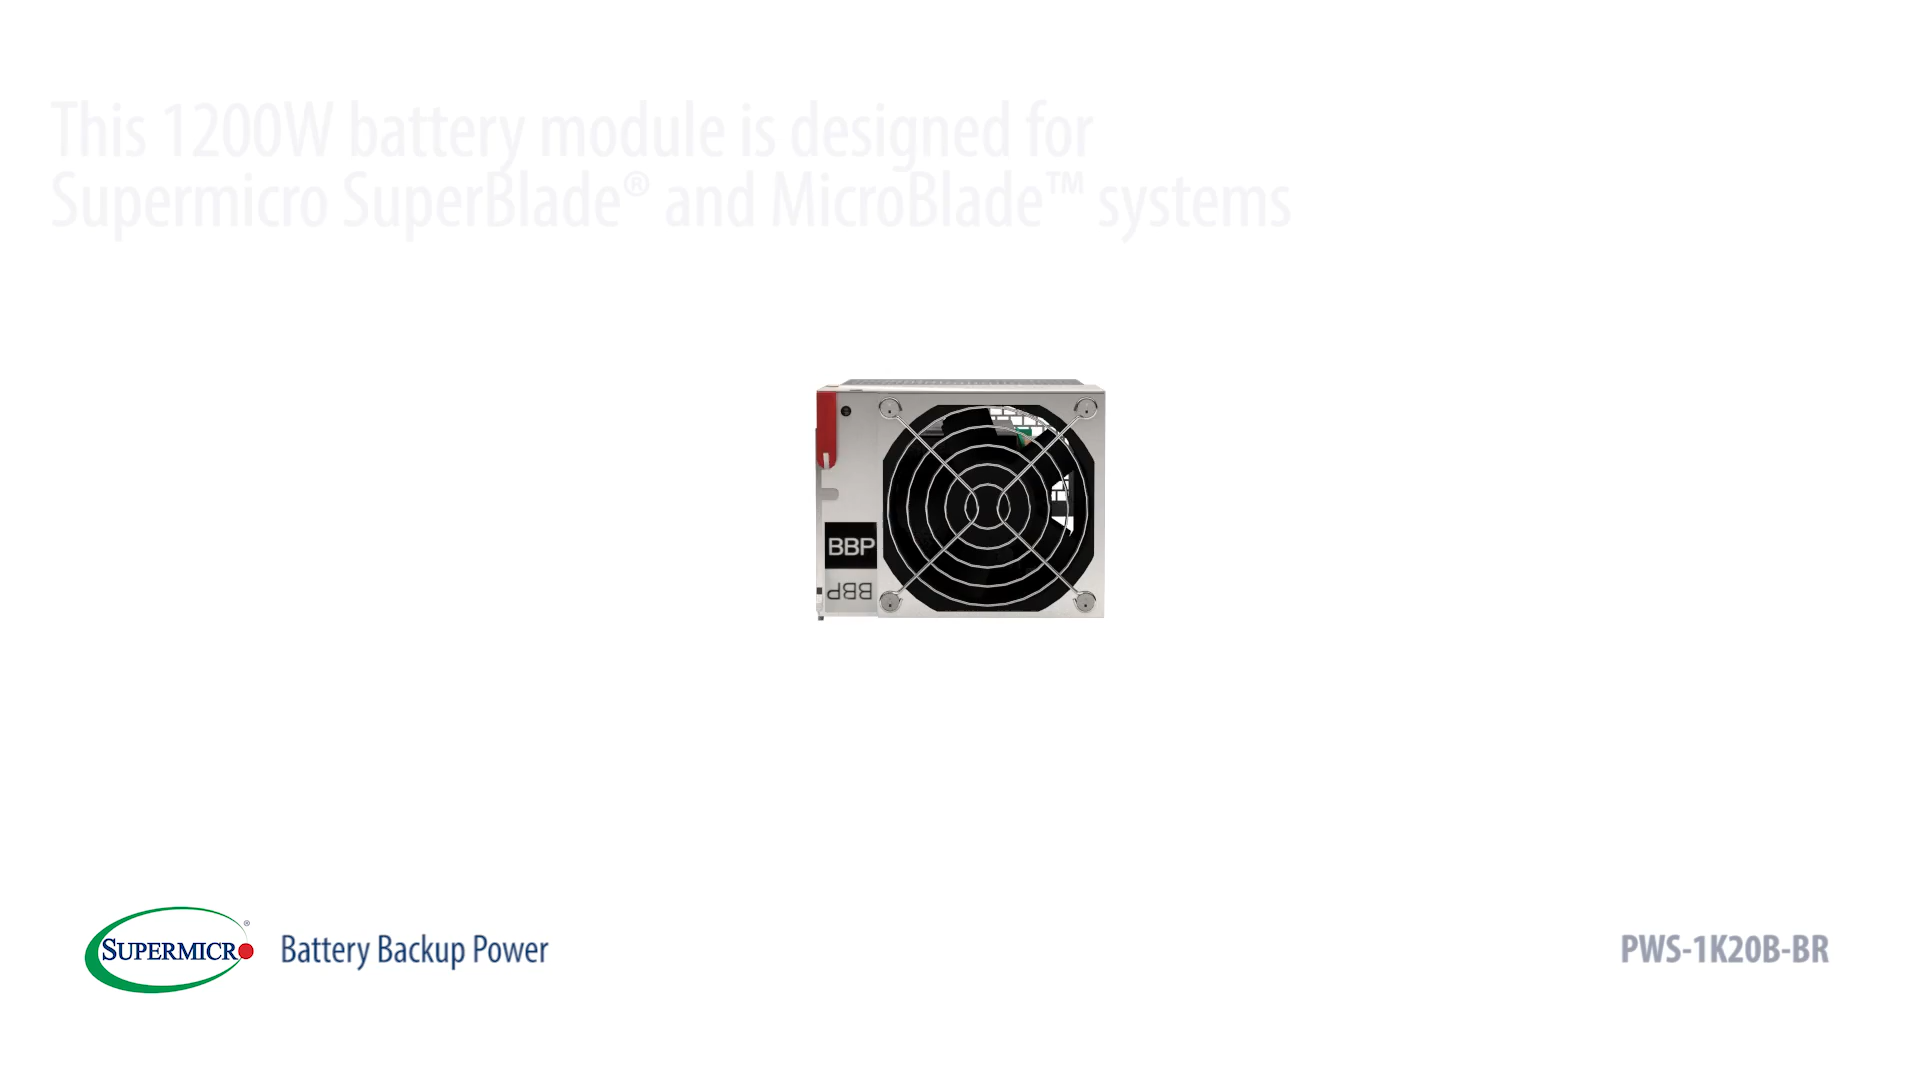 This 1200W battery module is designed for
Supermicro SuperBlade® and MicroBlade™ systems
BBP
BBP
SUPERMICRO®
Battery Backup Power
PWS-1K20B-BR